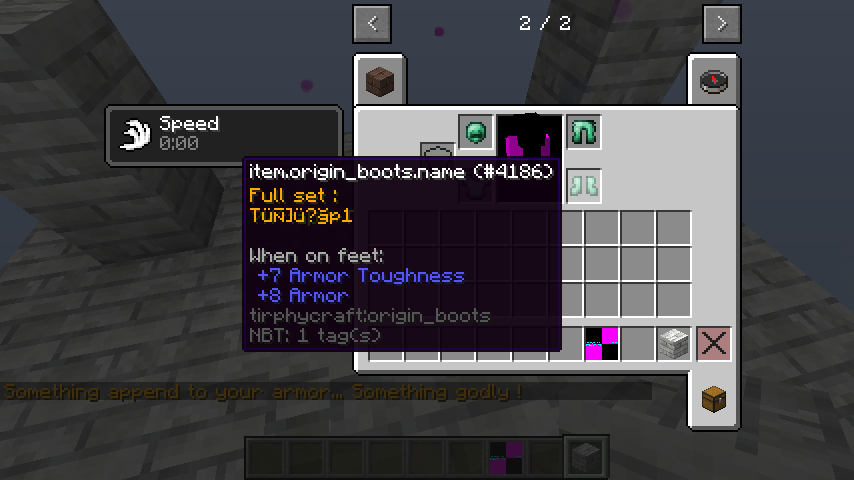 2 / 2
Speed
0:00
item.origin_boots.name (#4186)
Full set :
When on feet:
+7 Armor Toughness
+8 Armor
tirphycraft:origin_boots
NBT: 1 tag(s)
Something append to your armor... Something godly !